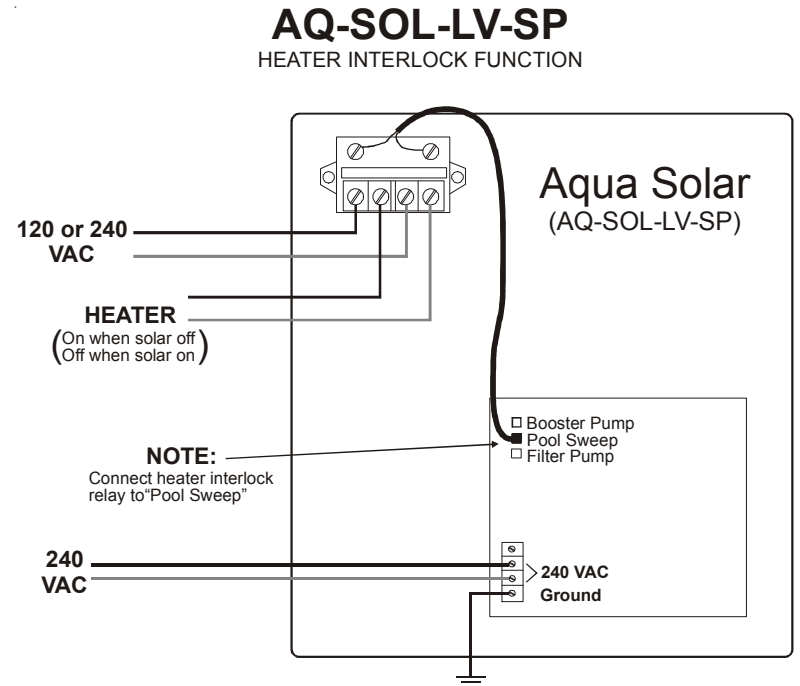 AQ-SOL-LV-SP
HEATER INTERLOCK FUNCTION
Aqua Solar
(AQ-SOL-LV-SP)
120 or 240
VAC
HEATER
(On when solar off
Off when solar on)
Booster Pump
Pool Sweep
Filter Pump
NOTE:
Connect heater interlock
relay to“Pool Sweep”
240
VAC
240 VAC
Ground